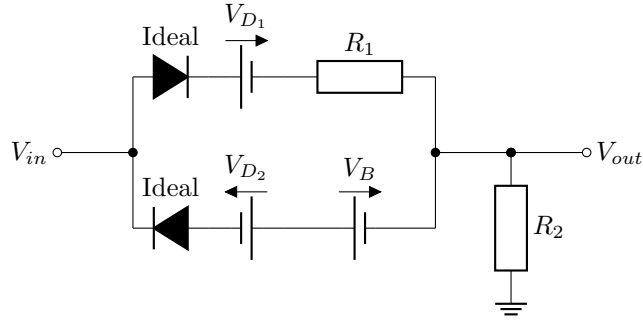 Ideal
V_{D_1}
R_1
V_{in}
V_{out}
Ideal
V_{D_2}
V_B
R_2